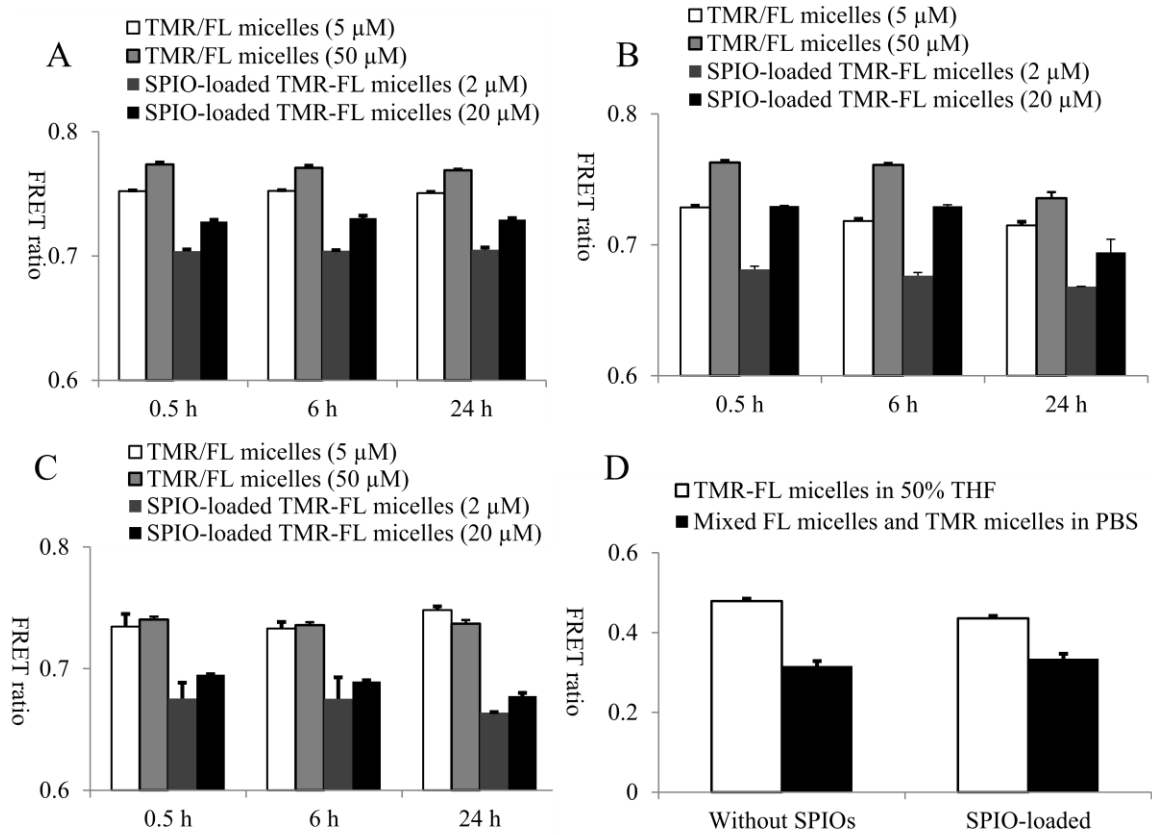 A
TMR/FL micelles (5 µM)
TMR/FL micelles (50 µM)
SPIO-loaded TMR-FL micelles (2 µM)
SPIO-loaded TMR-FL micelles (20 µM)
FRET ratio
0.8
0.7
0.6
0.5 h
6 h
24 h
B
TMR/FL micelles (5 µM)
TMR/FL micelles (50 µM)
SPIO-loaded TMR-FL micelles (2 µM)
SPIO-loaded TMR-FL micelles (20 µM)
FRET ratio
0.8
0.7
0.6
0.5 h
6 h
24 h
C
TMR/FL micelles (5 µM)
TMR/FL micelles (50 µM)
SPIO-loaded TMR-FL micelles (2 µM)
SPIO-loaded TMR-FL micelles (20 µM)
FRET ratio
0.8
0.7
0.6
0.5 h
6 h
24 h
D
TMR-FL micelles in 50% THF
Mixed FL micelles and TMR micelles in PBS
FRET ratio
0.6
0.4
0.2
0
Without SPIOs
SPIO-loaded